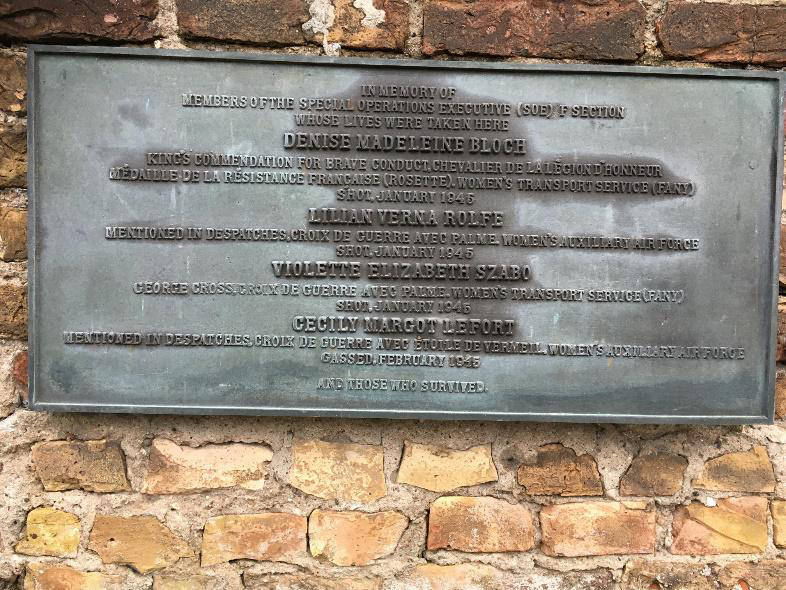 IN MEMORY OF
MEMBERS OF THE SPECIAL OPERATIONS EXECUTIVE (SOE) F SECTION
WHOSE LIVES WERE TAKEN HERE
DENISE MADELEINE BLOCH
KING'S COMMENDATION FOR BRAVE CONDUCT, CHEVALIER DE LA LÉGION D'HONNEUR
MÉDAILLE DE LA RÉSISTANCE FRANÇAISE (ROSETTE). WOMEN'S TRANSPORT SERVICE (FANY)
SHOT, JANUARY 1945
LILIAN VERNA ROLFE
MENTIONED IN DESPATCHES, CROIX DE GUERRE AVEC PALME. WOMEN'S AUXILIARY AIR FORCE
SHOT, JANUARY 1945
VIOLETTE ELIZABETH SZABO
GEORGE CROSS, CROIX DE GUERRE AVEC PALME. WOMEN'S TRANSPORT SERVICE (FANY)
SHOT, JANUARY 1945
CECILY MARGOT LEFORT
MENTIONED IN DESPATCHES, CROIX DE GUERRE AVEC ÉTOILE DE VERMEIL. WOMEN'S AUXILIARY AIR FORCE
GASSED, FEBRUARY 1945
AND THOSE WHO SURVIVED.